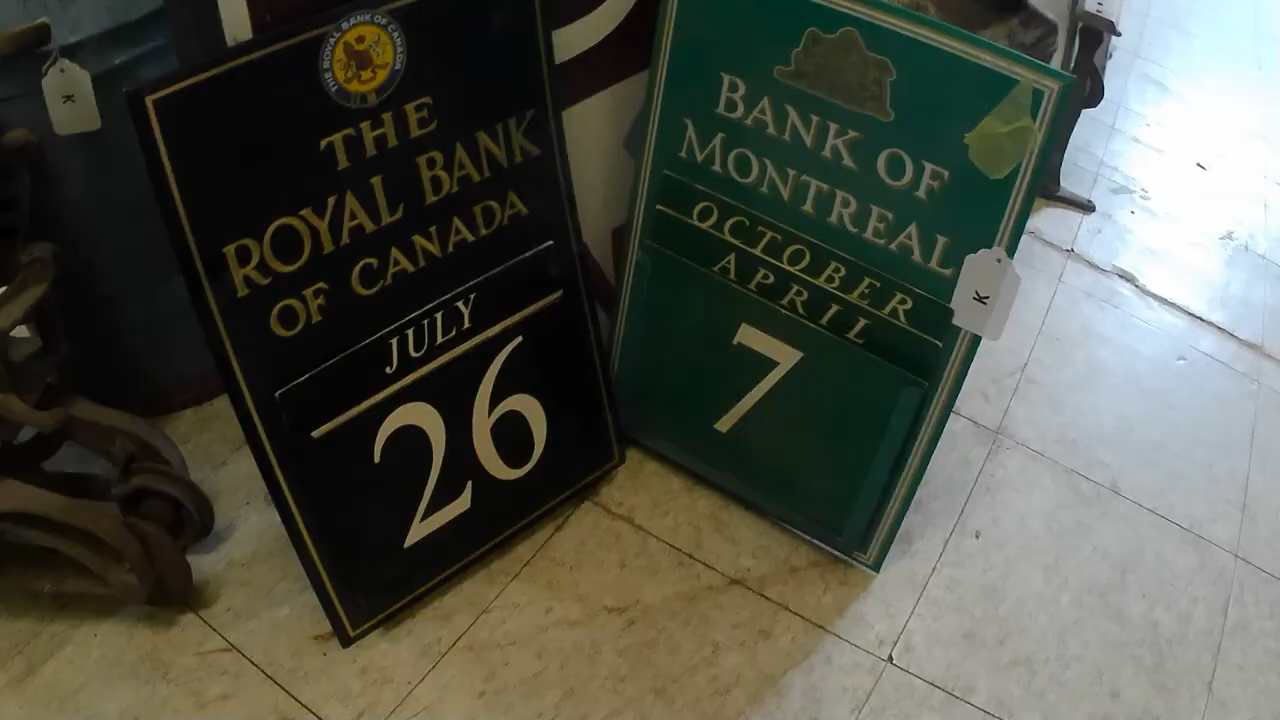 K
THE ROYAL BANK OF CANADA
THE
ROYAL BANK
OF CANADA
JULY
26
BANK OF
MONTREAL
OCTOBER
APRIL
7
K